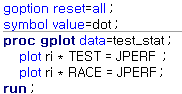 goption reset=all;
symbol value=dot;
proc gplot data=test_stat;
plot ri * TEST = JPERF ;
plot ri * RACE = JPERF;
run ;